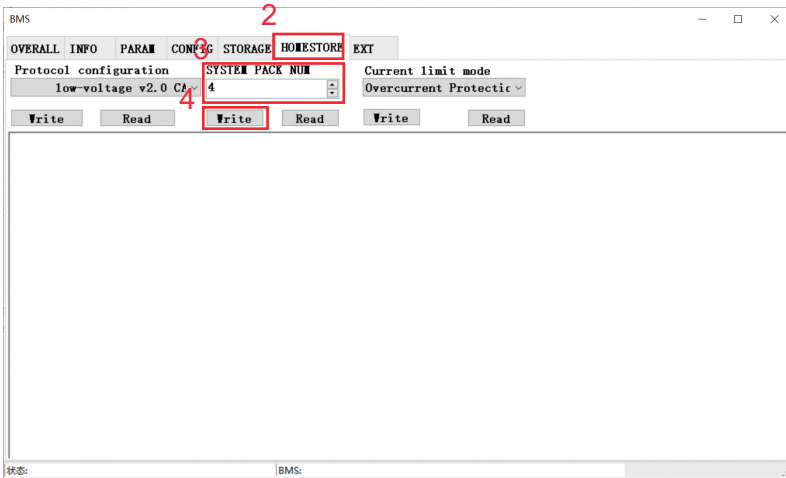 BMS
2
OVERALL INFO PARAM CONFIG STORAGE HOMESTORE EXT
3
Protocol configuration SYSTEM PACK NUM Current limit mode
low-voltage v2.0 CA 4 Overcurrent Protectic
4
Write Read Write Read Write Read
状态: BMS: